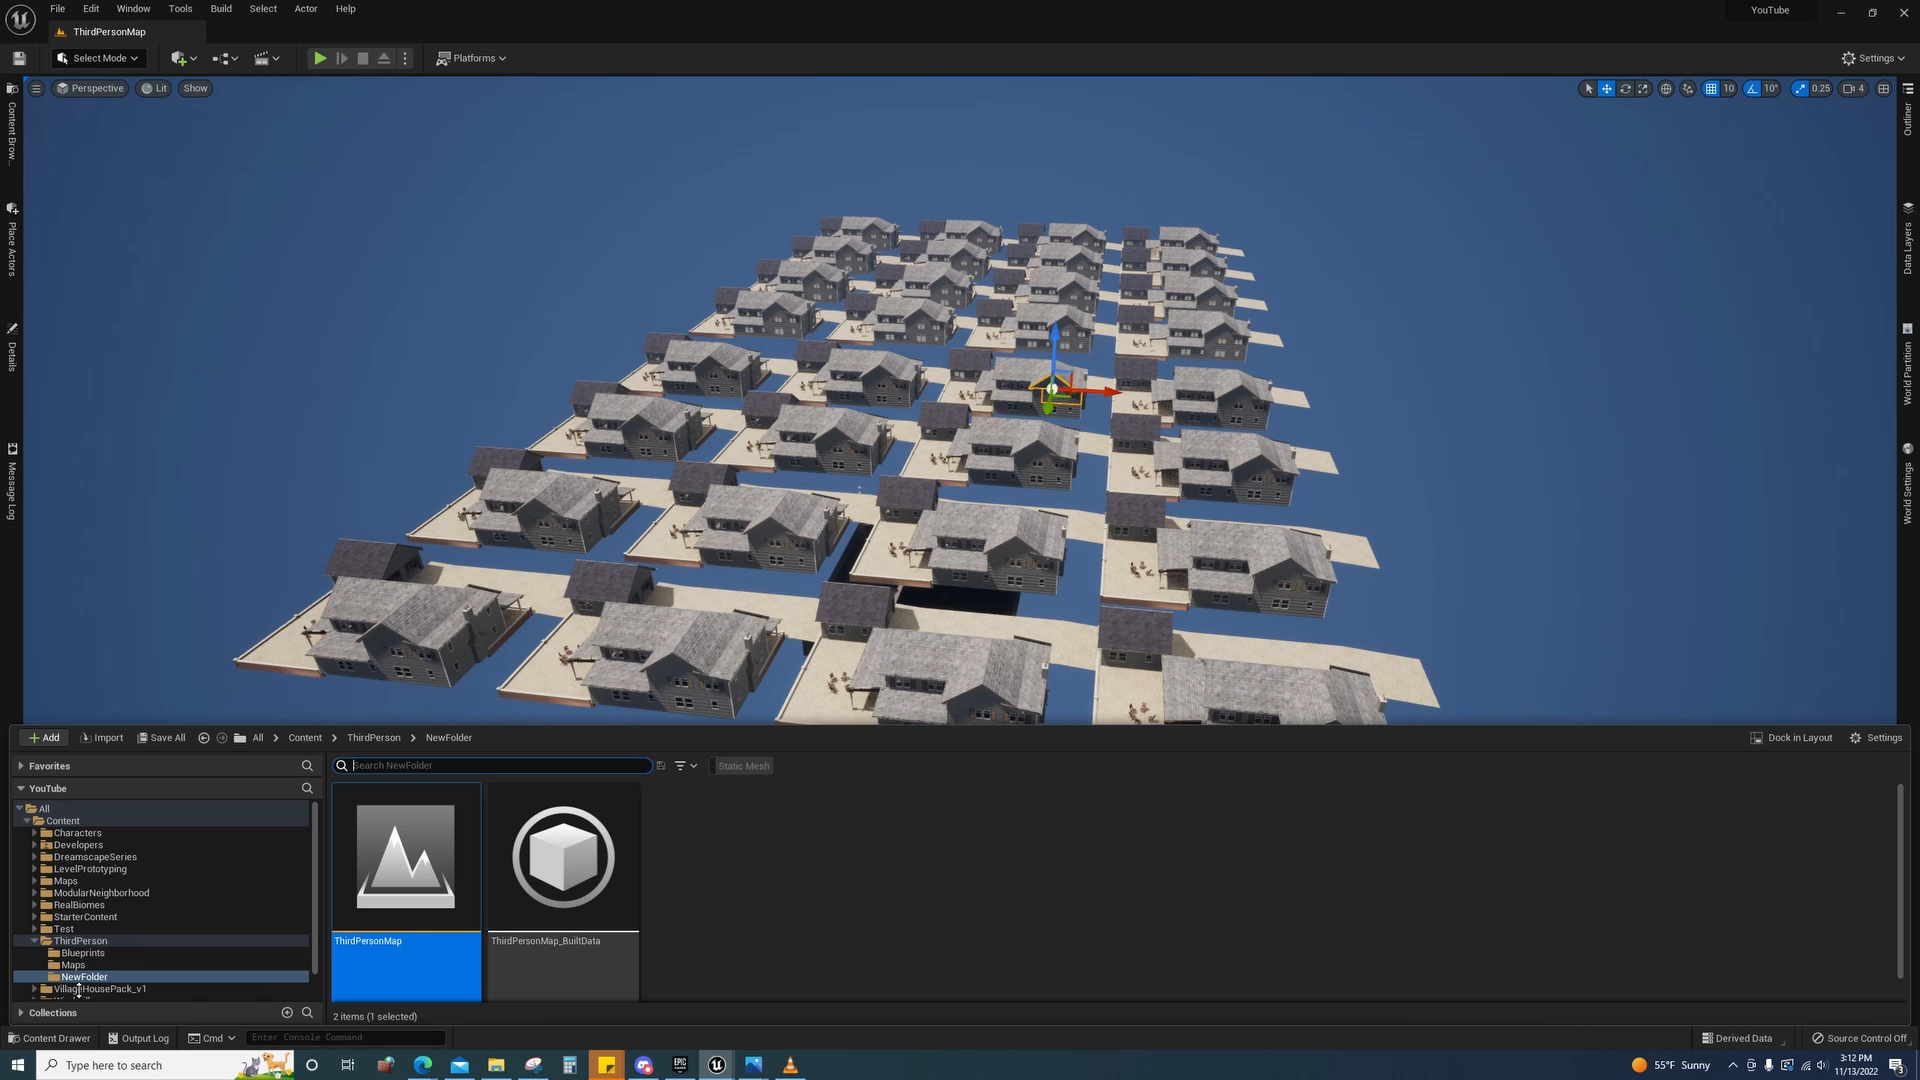 File Edit Window Tools Build Select Actor Help
YouTube
ThirdPersonMap
Select Mode
Platforms
Settings
Perspective Lit Show
10 10° 0.25 4
Content Brow...
Place Actors
Details
Message Log
Outliner
Data Layers
World Partition
World Settings
Add Import Save All All Content ThirdPerson NewFolder
Dock in Layout Settings
Favorites
Search NewFolder
Static Mesh
YouTube
All
Content
Characters
Developers
DreamscapeSeries
LevelPrototyping
Maps
ModularNeighborhood
RealBiomes
StarterContent
Test
ThirdPerson
Blueprints
Maps
NewFolder
VillageHousePack_v1
ThirdPersonMap
ThirdPersonMap_BuiltData
Collections
2 items (1 selected)
Content Drawer Output Log Cmd Enter Console Command
Derived Data Source Control Off
Type here to search
EPIC GAMES
55°F Sunny
3:12 PM
11/13/2022
3